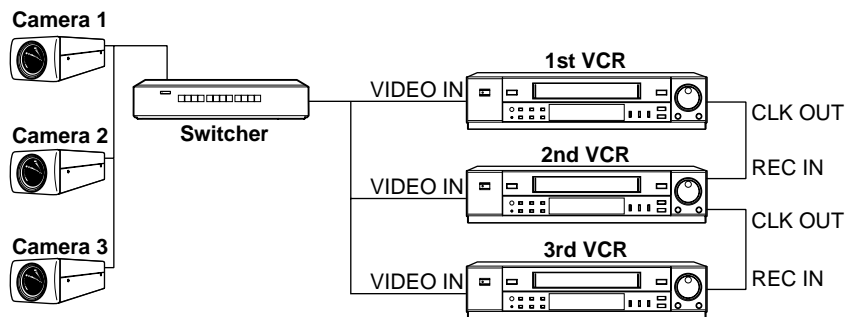 Camera 1
1st VCR
VIDEO IN
CLK OUT
Switcher
Camera 2
2nd VCR
REC IN
VIDEO IN
CLK OUT
Camera 3
3rd VCR
VIDEO IN
REC IN